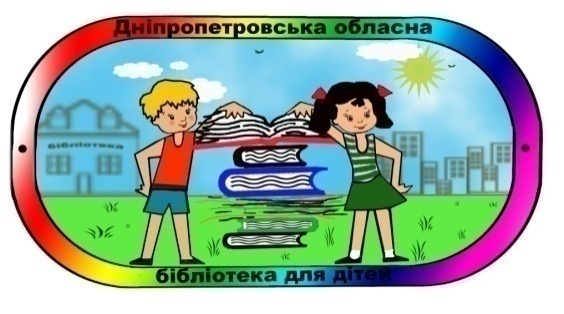 Дніпропетровська обласна
бібліотека
бібліотека для дітей